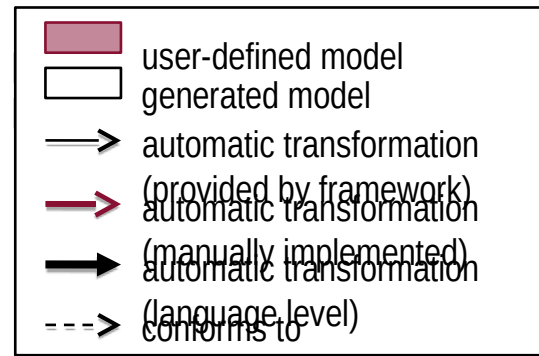 user-defined model
generated model
automatic transformation
(provided by framework)
automatic transformation
(manually implemented)
automatic transformation
(language level)
conforms to